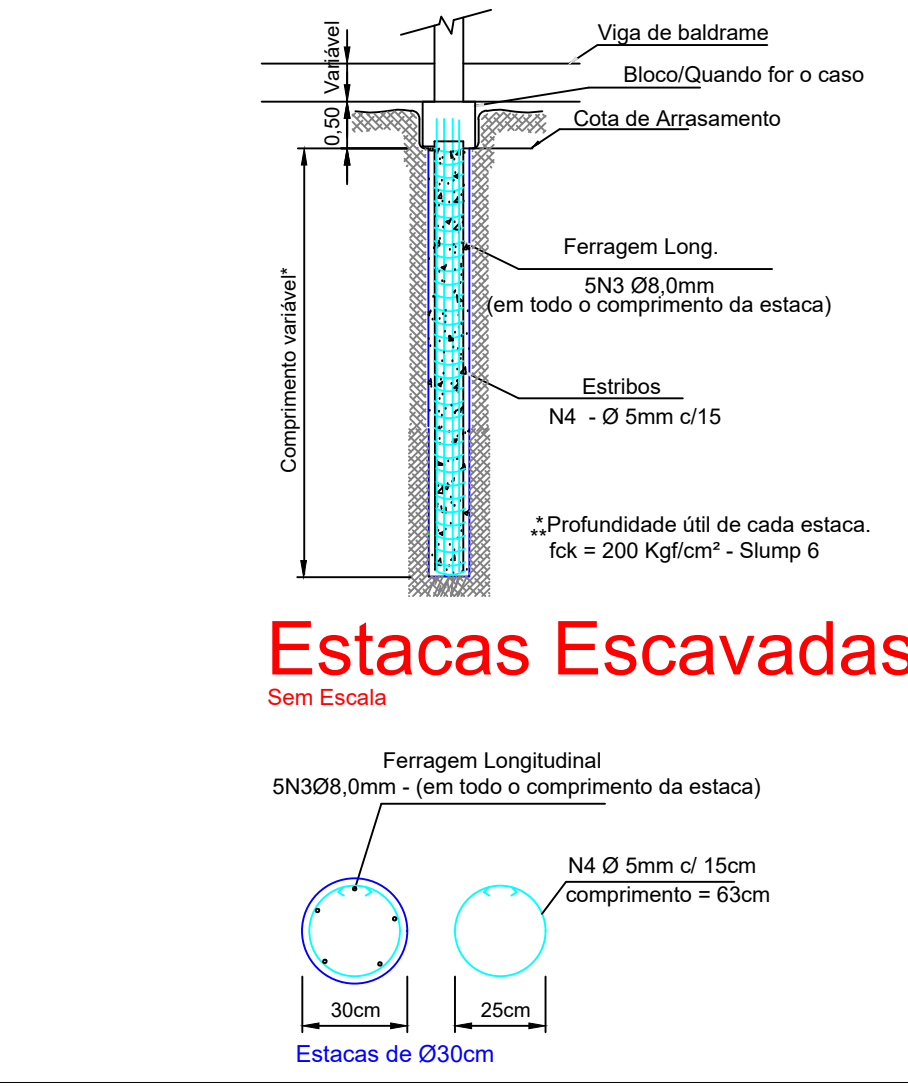 Viga de baldrame
Variável
Bloco/Quando for o caso
0,50
Cota de Arrasamento
Comprimento variável*
Ferragem Long.
5N3 Ø8,0mm
(em todo o comprimento da estaca)
Estribos
N4 - Ø 5mm c/15
*Profundidade útil de cada estaca.
** fck = 200 Kgf/cm² - Slump 6
Estacas Escavadas
Sem Escala
Ferragem Longitudinal
5N3Ø8,0mm - (em todo o comprimento da estaca)
N4 Ø 5mm c/ 15cm
comprimento = 63cm
30cm
25cm
Estacas de Ø30cm